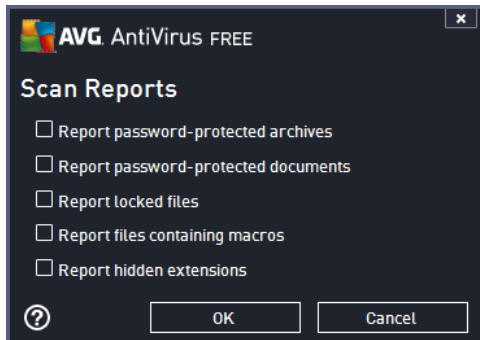 AVG. AntiVirus FREE
x
Scan Reports
Report password-protected archives
Report password-protected documents
Report locked files
Report files containing macros
Report hidden extensions
?
OK
Cancel